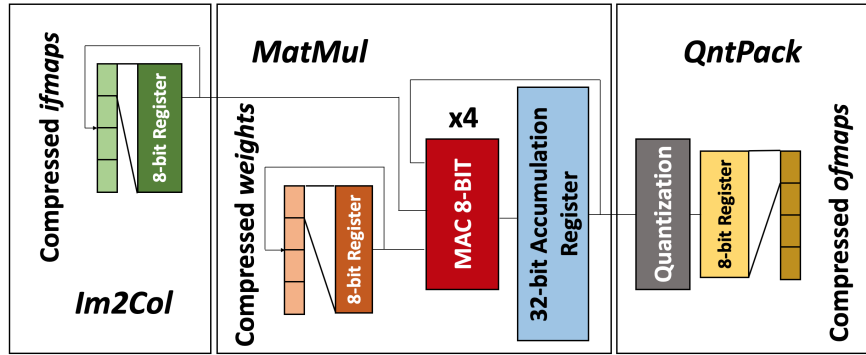 Compressed ifmaps
8-bit Register
Im2Col
MatMul
Compressed weights
8-bit Register
x4
MAC 8-BIT
32-bit Accumulation
Register
QntPack
Quantization
8-bit Register
Compressed ofmaps